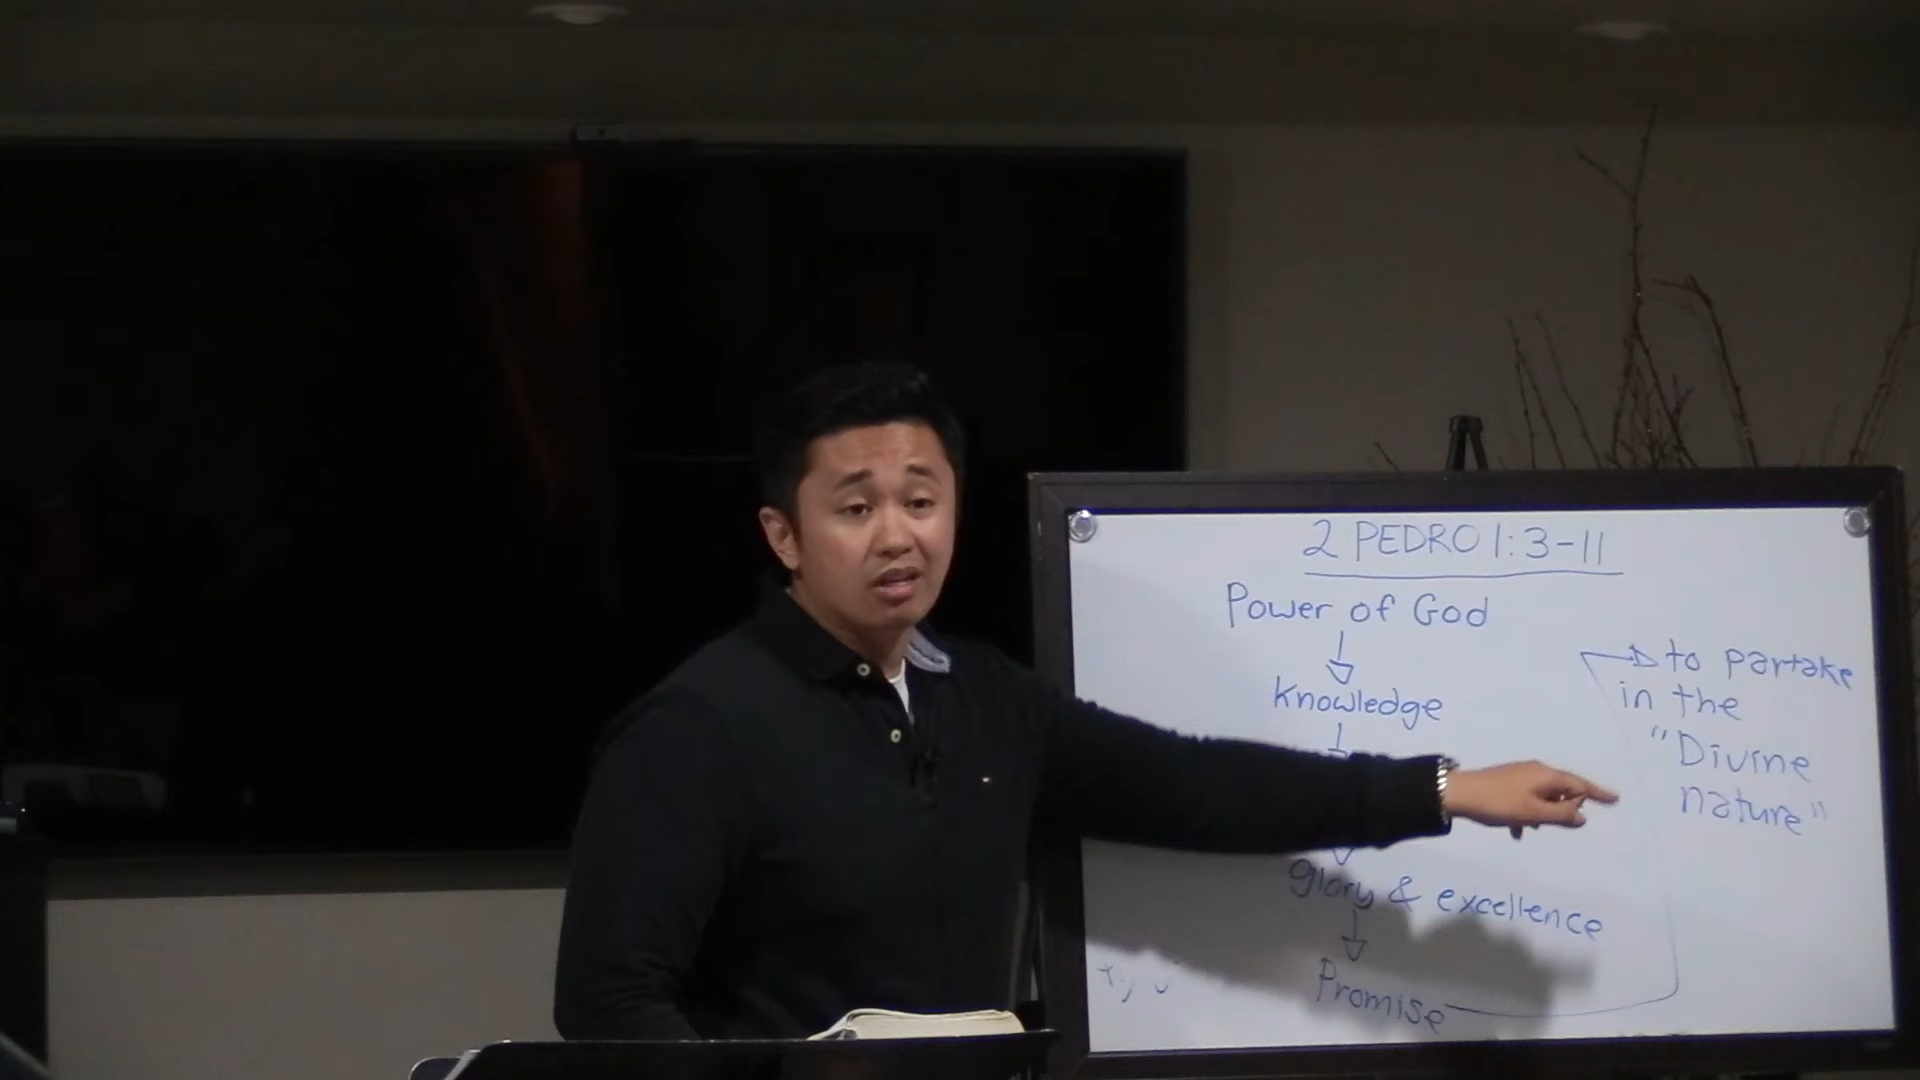 2 PEDRO 1:3-11
Power of God
Knowledge
glory & excellence
Promise
to partake
in the
"Divine
nature"